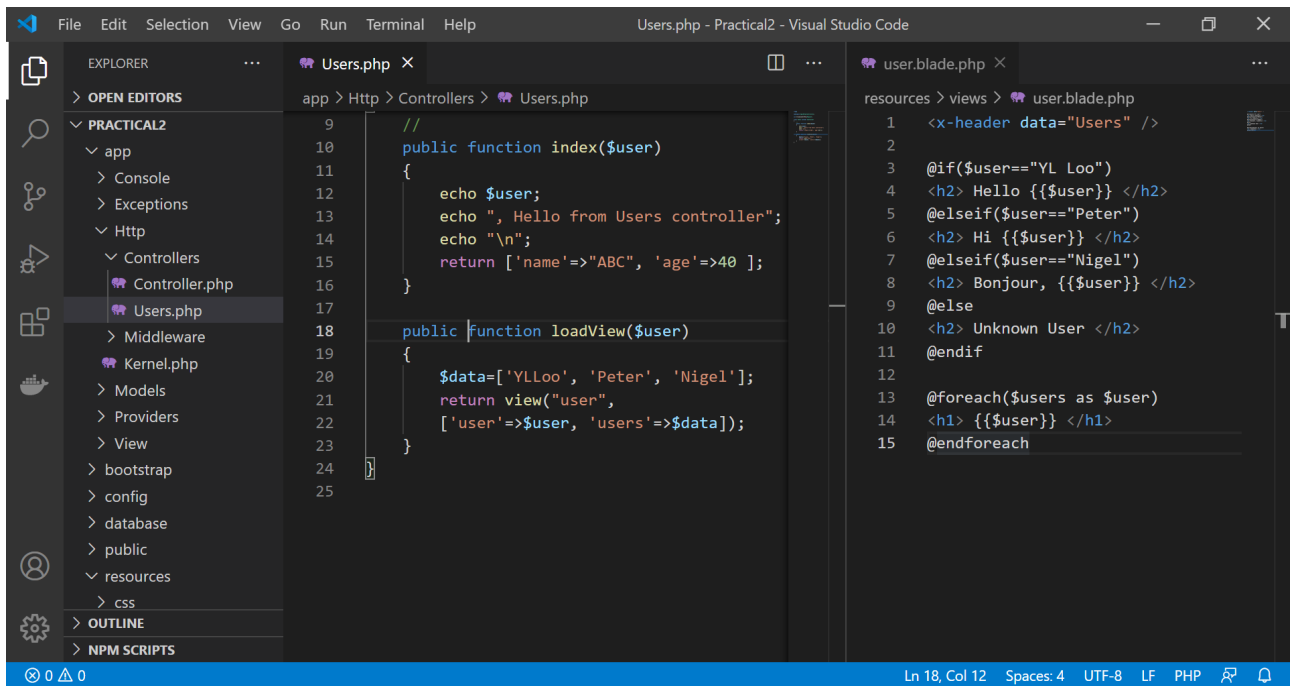 File Edit Selection View Go Run Terminal Help Users.php - Practical2 - Visual Studio Code
EXPLORER ...
OPEN EDITORS
PRACTICAL2
app
Console
Exceptions
Http
Controllers
Controller.php
Users.php
Middleware
Kernel.php
Models
Providers
View
bootstrap
config
database
public
resources
css
OUTLINE
NPM SCRIPTS
Users.php
app > Http > Controllers > Users.php
9 //
10 public function index($user)
11 {
12 echo $user;
13 echo ", Hello from Users controller";
14 echo "\n";
15 return ['name'=>"ABC", 'age'=>40 ];
16 }
17
18 public function loadView($user)
19 {
20 $data=['YLLoo', 'Peter', 'Nigel'];
21 return view("user",
22 ['user'=>$user, 'users'=>$data]);
23 }
24 }
25
user.blade.php
resources > views > user.blade.php
1 <x-header data="Users" />
2
3 @if($user=="YL Loo")
4 <h2> Hello {{$user}} </h2>
5 @elseif($user=="Peter")
6 <h2> Hi {{$user}} </h2>
7 @elseif($user=="Nigel")
8 <h2> Bonjour, {{$user}} </h2>
9 @else
10 <h2> Unknown User </h2>
11 @endif
12
13 @foreach($users as $user)
14 <h1> {{$user}} </h1>
15 @endforeach
T
0 0 Ln 18, Col 12 Spaces: 4 UTF-8 LF PHP